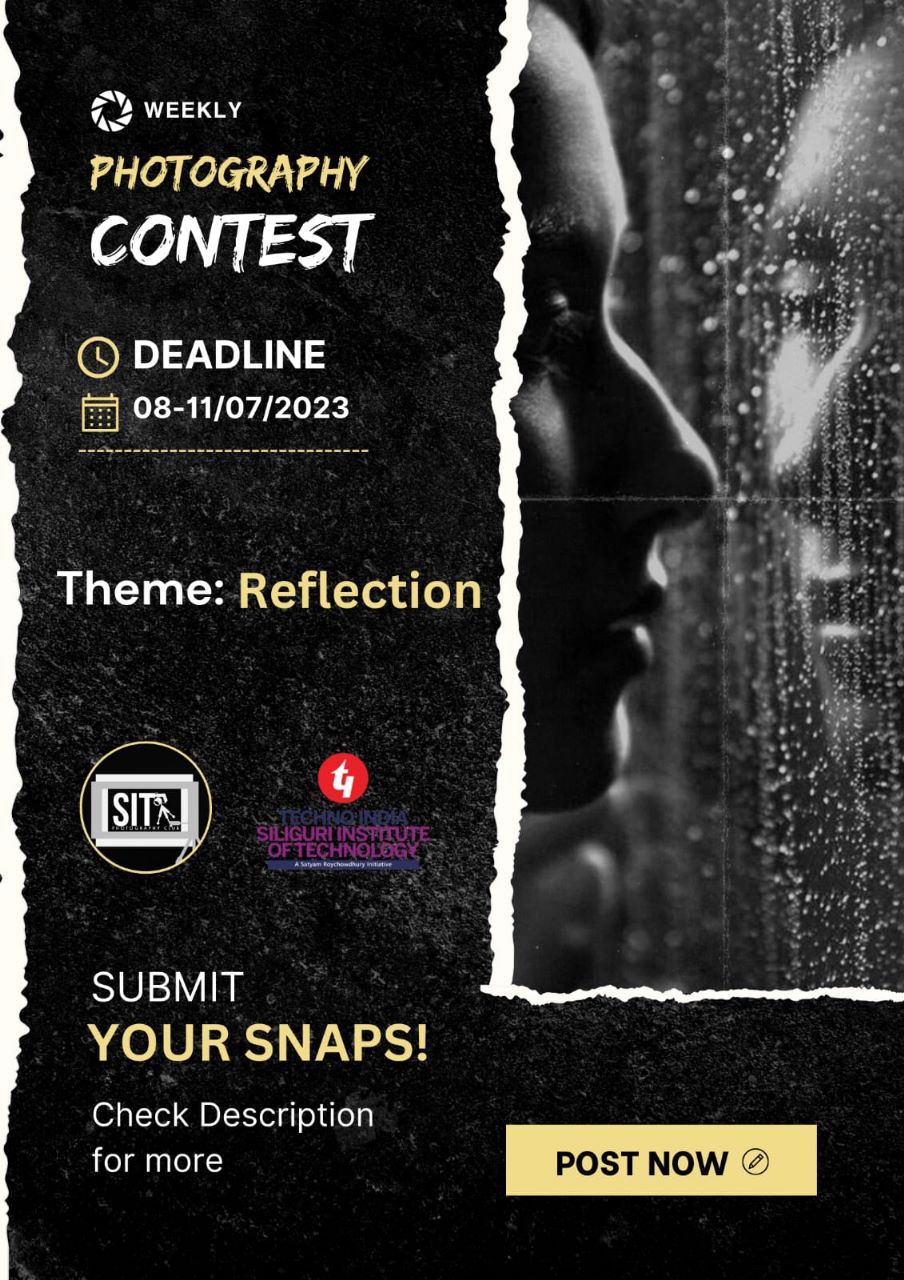 WEEKLY
PHOTOGRAPHY
CONTEST
DEADLINE
08-11/07/2023
Theme: Reflection
SIT
PHOTOGRAPHY CLUB
TECHNO INDIA
SILIGURI INSTITUTE
OF TECHNOLOGY
A Satyam Roychowdhury Initiative
SUBMIT
YOUR SNAPS!
Check Description
for more
POST NOW